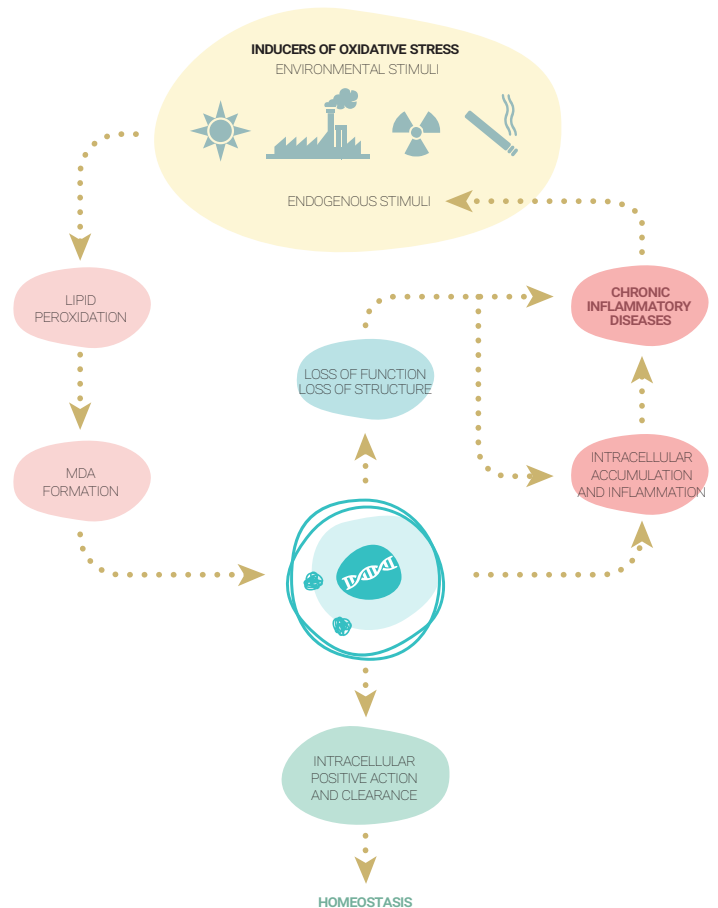 INDUCERS OF OXIDATIVE STRESS
ENVIRONMENTAL STIMULI
ENDOGENOUS STIMULI
LIPID
PEROXIDATION
MDA
FORMATION
LOSS OF FUNCTION
LOSS OF STRUCTURE
CHRONIC
INFLAMMATORY
DISEASES
INTRACELLULAR
ACCUMULATION
AND INFLAMMATION
INTRACELLULAR
POSITIVE ACTION
AND CLEARANCE
HOMEOSTASIS